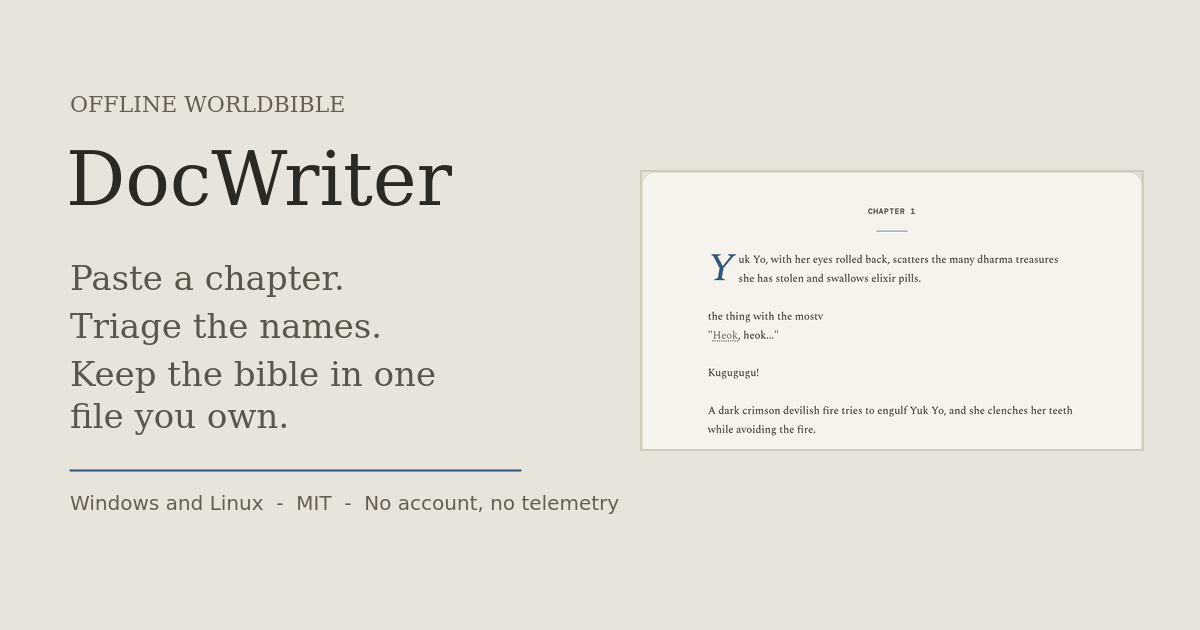 OFFLINE WORLDBIBLE
DocWriter
Paste a chapter.
Triage the names.
Keep the bible in one
file you own.
Windows and Linux - MIT - No account, no telemetry
CHAPTER 1
Yuk Yo, with her eyes rolled back, scatters the many dharma treasures
she has stolen and swallows elixir pills.
the thing with the mostv
"Heok, heok..."
Kugugugu!
A dark crimson devilish fire tries to engulf Yuk Yo, and she clenches her teeth
while avoiding the fire.